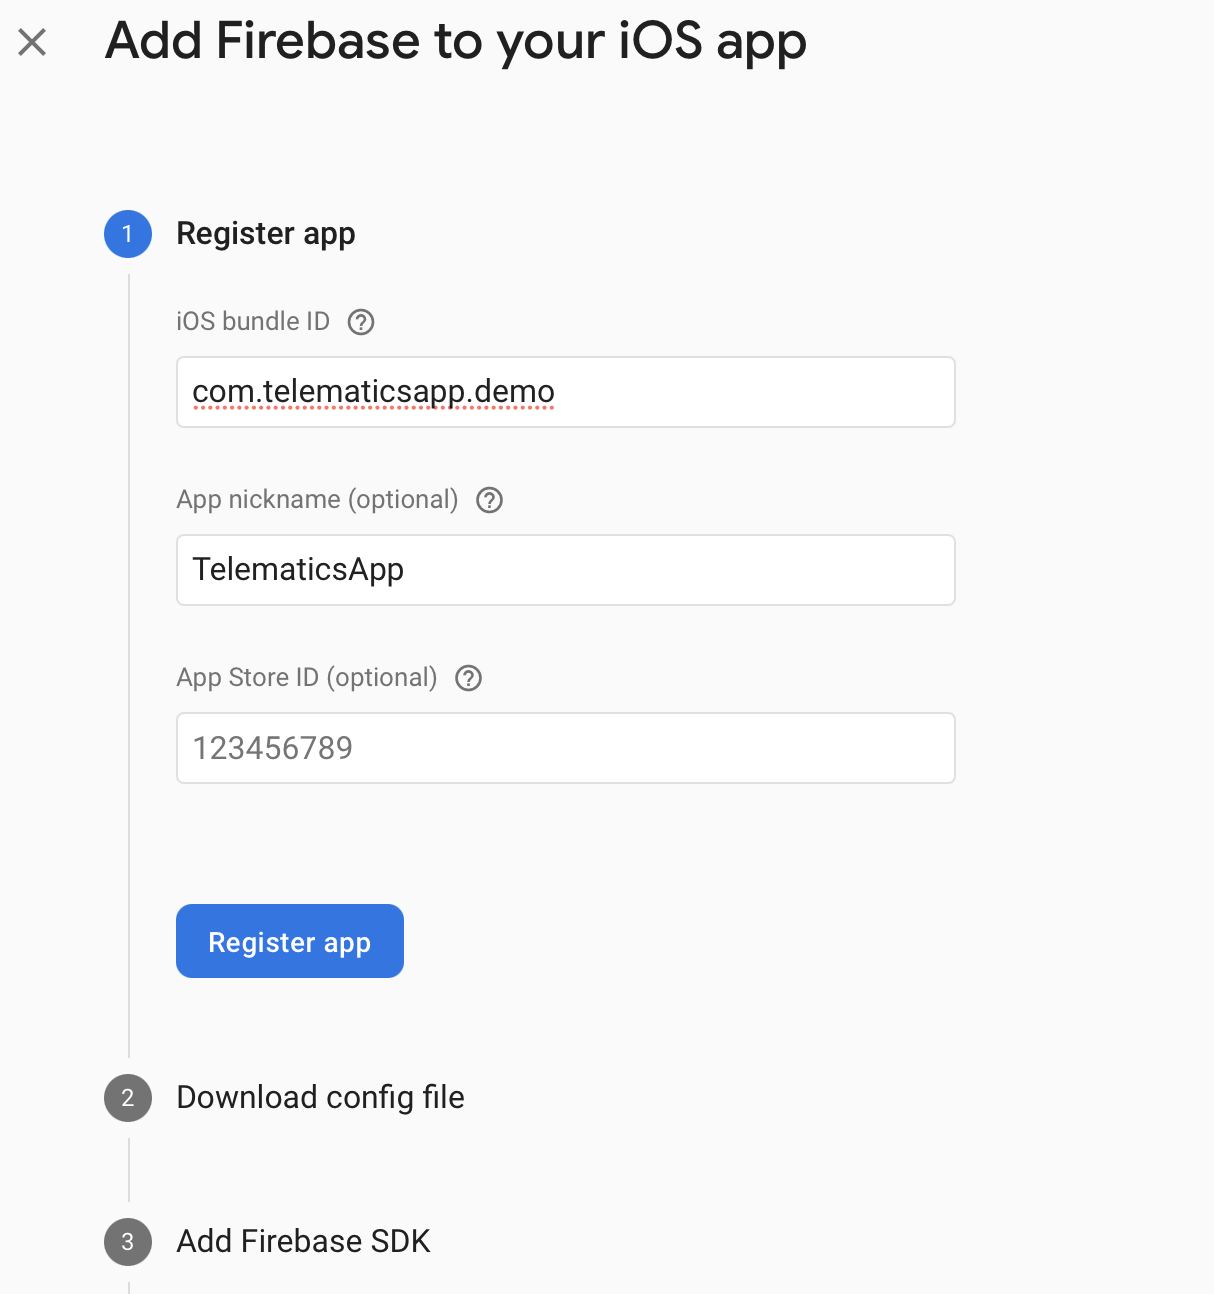 Add Firebase to your iOS app
1 Register app
iOS bundle ID ?
com.telematicsapp.demo
App nickname (optional) ?
TelematicsApp
App Store ID (optional) ?
123456789
Register app
2 Download config file
3 Add Firebase SDK